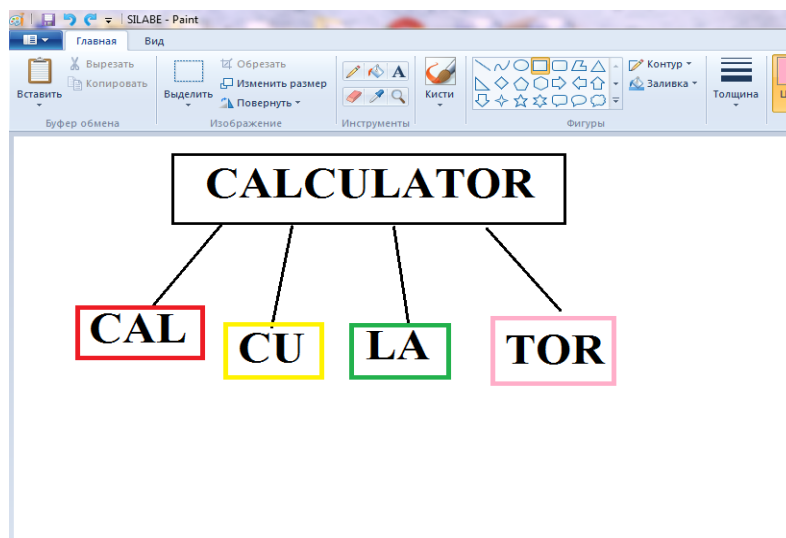 SILABE - Paint
Главная Вид
Вставить
Вырезать
Копировать
Буфер обмена
Выделить
Обрезать
Изменить размер
Повернуть
Изображение
A
Инструменты
Кисти
Контур
Заливка
Фигуры
Толщина
CALCULATOR
CAL CU LA TOR